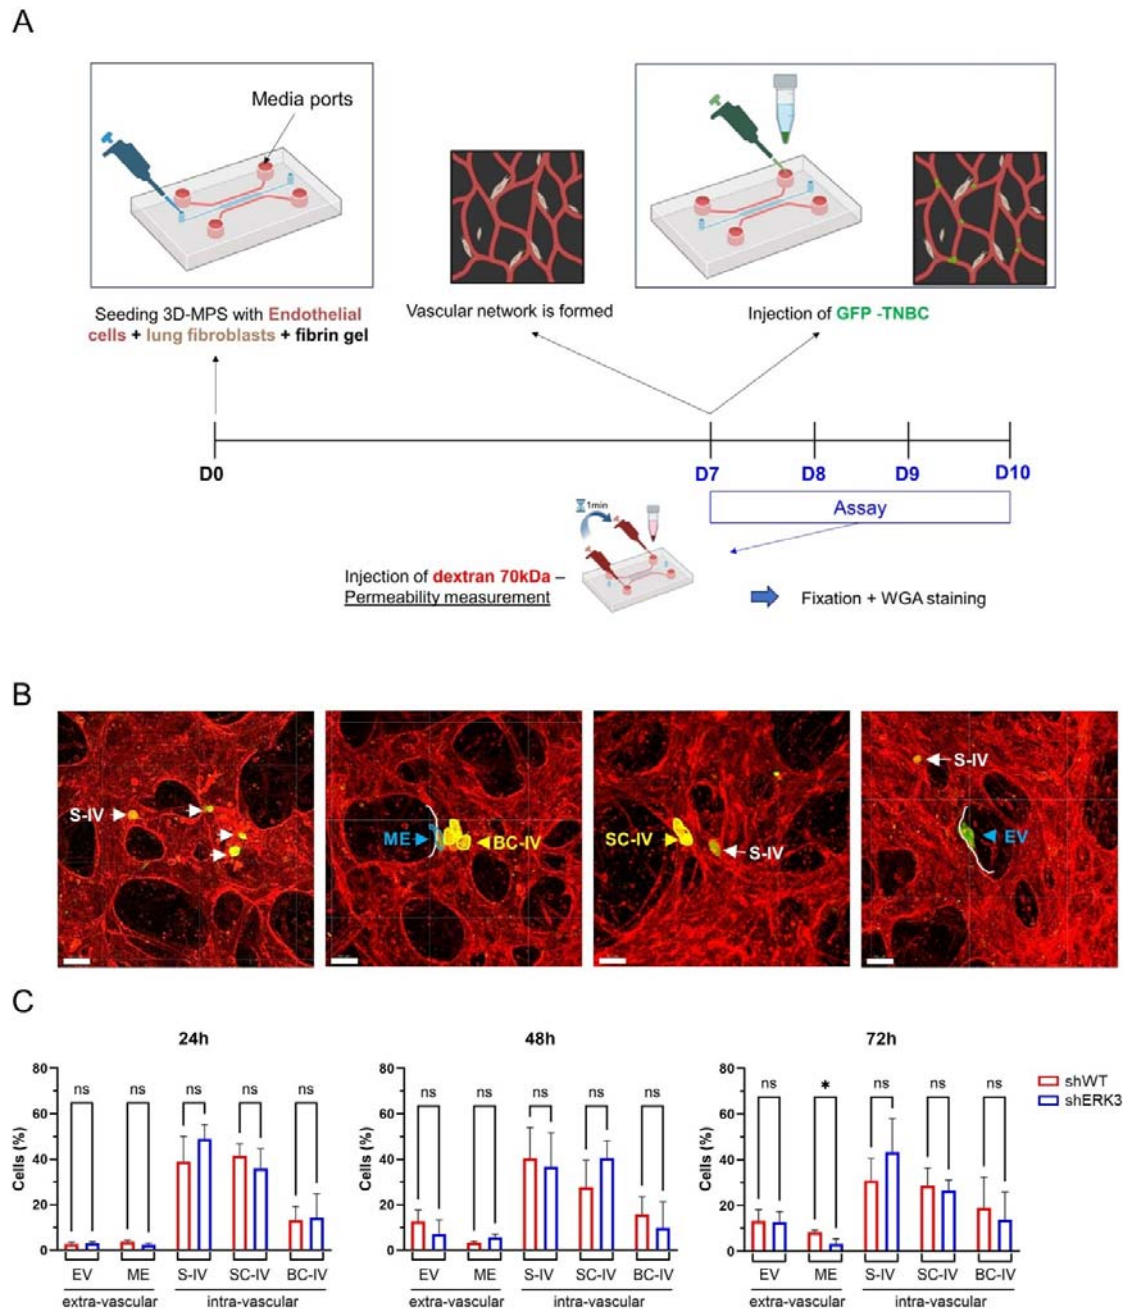 A
Media ports
Seeding 3D-MPS with Endothelial
cells + lung fibroblasts + fibrin gel
Vascular network is formed
Injection of GFP -TNBC
D0
D7
D8
D9
D10
Assay
1min
Injection of dextran 70kDa –
Permeability measurement
Fixation + WGA staining
B
S-IV
ME
BC-IV
SC-IV
S-IV
S-IV
EV
C
24h
48h
72h
shWT
shERK3
Cells (%)
80
60
40
20
0
ns
ns
ns
ns
ns
EV
ME
S-IV
SC-IV
BC-IV
extra-vascular
intra-vascular
Cells (%)
80
60
40
20
0
ns
ns
ns
ns
ns
EV
ME
S-IV
SC-IV
BC-IV
extra-vascular
intra-vascular
Cells (%)
80
60
40
20
0
ns
*
ns
ns
ns
EV
ME
S-IV
SC-IV
BC-IV
extra-vascular
intra-vascular